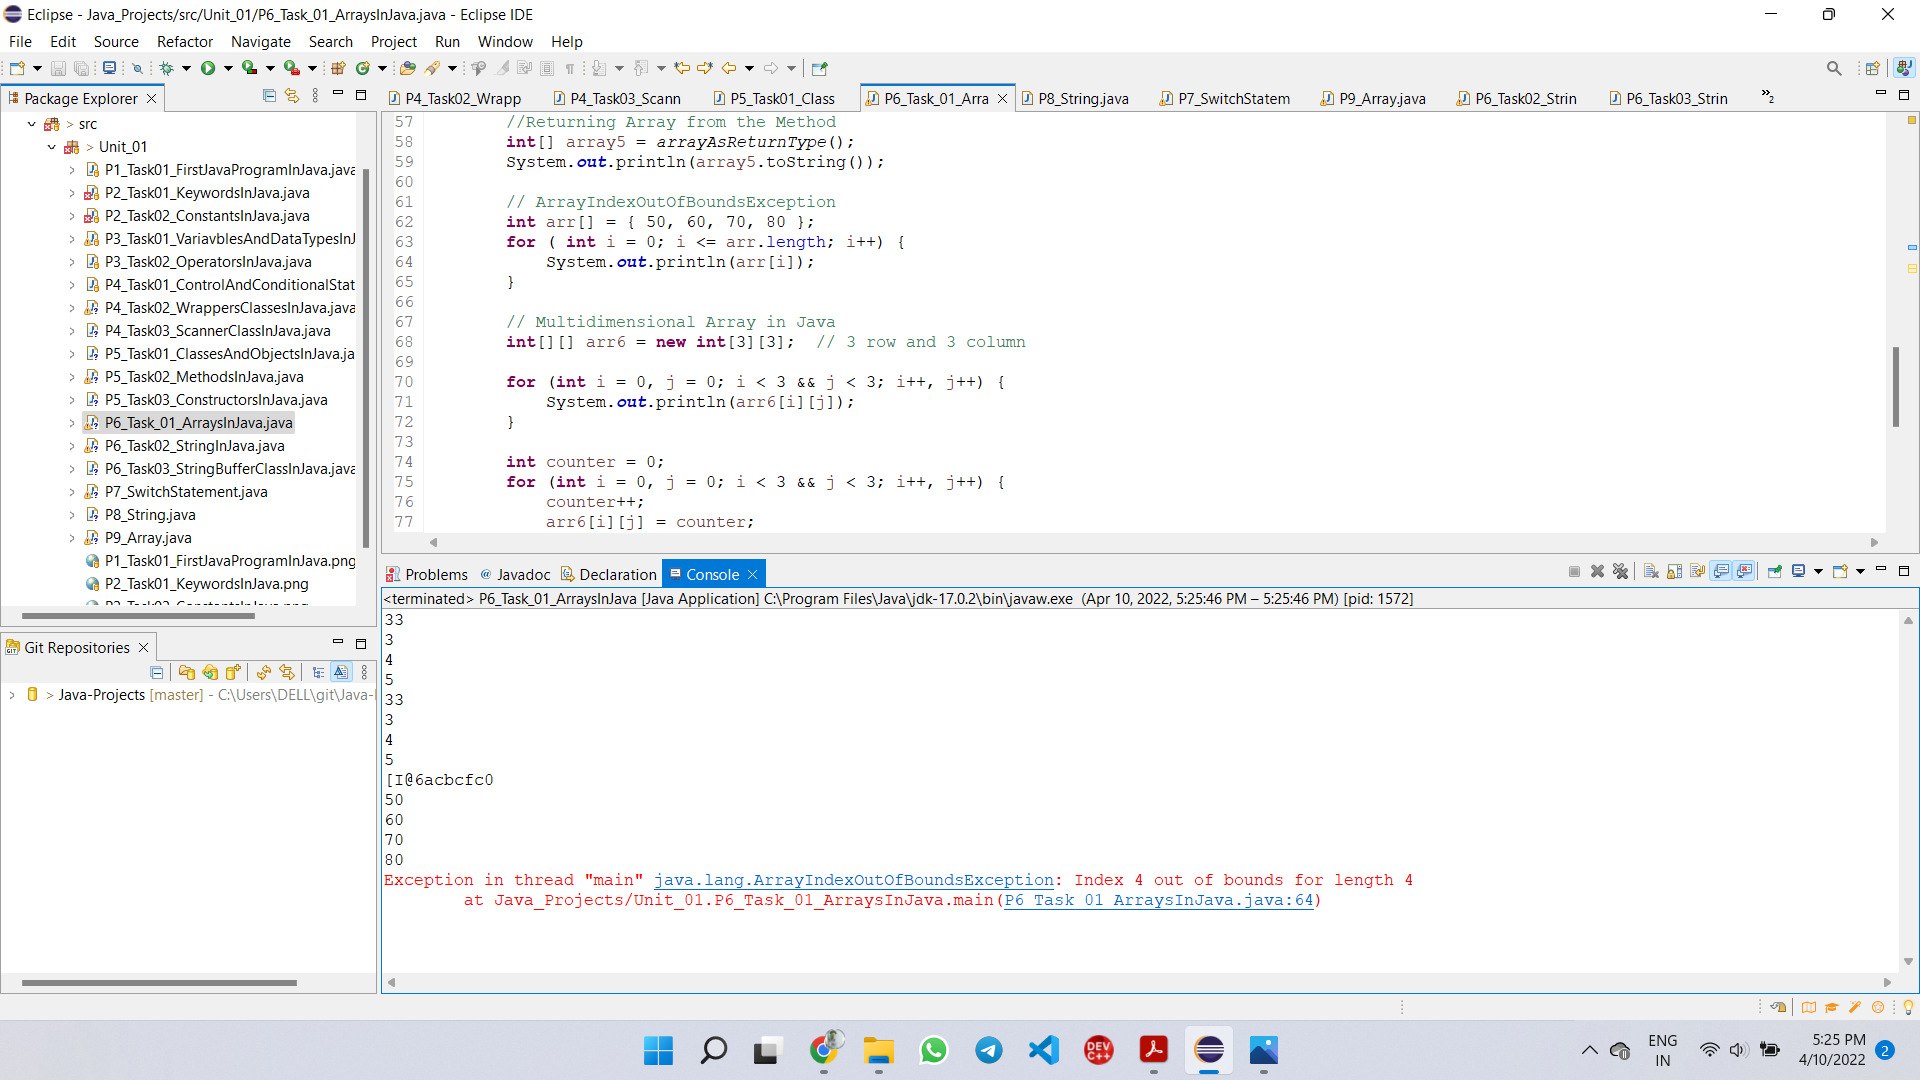 Eclipse - Java_Projects/src/Unit_01/P6_Task_01_ArraysInJava.java - Eclipse IDE
File Edit Source Refactor Navigate Search Project Run Window Help
Package Explorer
> src
> Unit_01
P1_Task01_FirstJavaProgramInJava.java
P2_Task01_KeywordsInJava.java
P2_Task02_ConstantsInJava.java
P3_Task01_VariavblesAndDataTypesInJ
P3_Task02_OperatorsInJava.java
P4_Task01_ControlAndConditionalStat
P4_Task02_WrappersClassesInJava.java
P4_Task03_ScannerClassInJava.java
P5_Task01_ClassesAndObjectsInJava.ja
P5_Task02_MethodsInJava.java
P5_Task03_ConstructorsInJava.java
P6_Task_01_ArraysInJava.java
P6_Task02_StringInJava.java
P6_Task03_StringBufferClassInJava.java
P7_SwitchStatement.java
P8_String.java
P9_Array.java
P1_Task01_FirstJavaProgramInJava.png
P2_Task01_KeywordsInJava.png
Git Repositories
> Java-Projects [master] - C:\Users\DELL\git\Java-
P4_Task02_Wrapp P4_Task03_Scann P5_Task01_Class P6_Task_01_Arra P8_String.java P7_SwitchStatem P9_Array.java P6_Task02_Strin P6_Task03_Strin »2
57 //Returning Array from the Method
58 int[] array5 = arrayAsReturnType();
59 System.out.println(array5.toString());
60
61 // ArrayIndexOutOfBoundsException
62 int arr[] = { 50, 60, 70, 80 };
63 for ( int i = 0; i <= arr.length; i++) {
64 System.out.println(arr[i]);
65 }
66
67 // Multidimensional Array in Java
68 int[][] arr6 = new int[3][3]; // 3 row and 3 column
69
70 for (int i = 0, j = 0; i < 3 && j < 3; i++, j++) {
71 System.out.println(arr6[i][j]);
72 }
73
74 int counter = 0;
75 for (int i = 0, j = 0; i < 3 && j < 3; i++, j++) {
76 counter++;
77 arr6[i][j] = counter;
Problems Javadoc Declaration Console
<terminated> P6_Task_01_ArraysInJava [Java Application] C:\Program Files\Java\jdk-17.0.2\bin\javaw.exe (Apr 10, 2022, 5:25:46 PM – 5:25:46 PM) [pid: 1572]
33
3
4
5
33
3
4
5
[I@6acbcfc0
50
60
70
80
Exception in thread "main" java.lang.ArrayIndexOutOfBoundsException: Index 4 out of bounds for length 4
at Java_Projects/Unit_01.P6_Task_01_ArraysInJava.main(P6_Task_01_ArraysInJava.java:64)
DEV C++
ENG
IN
5:25 PM
4/10/2022
2